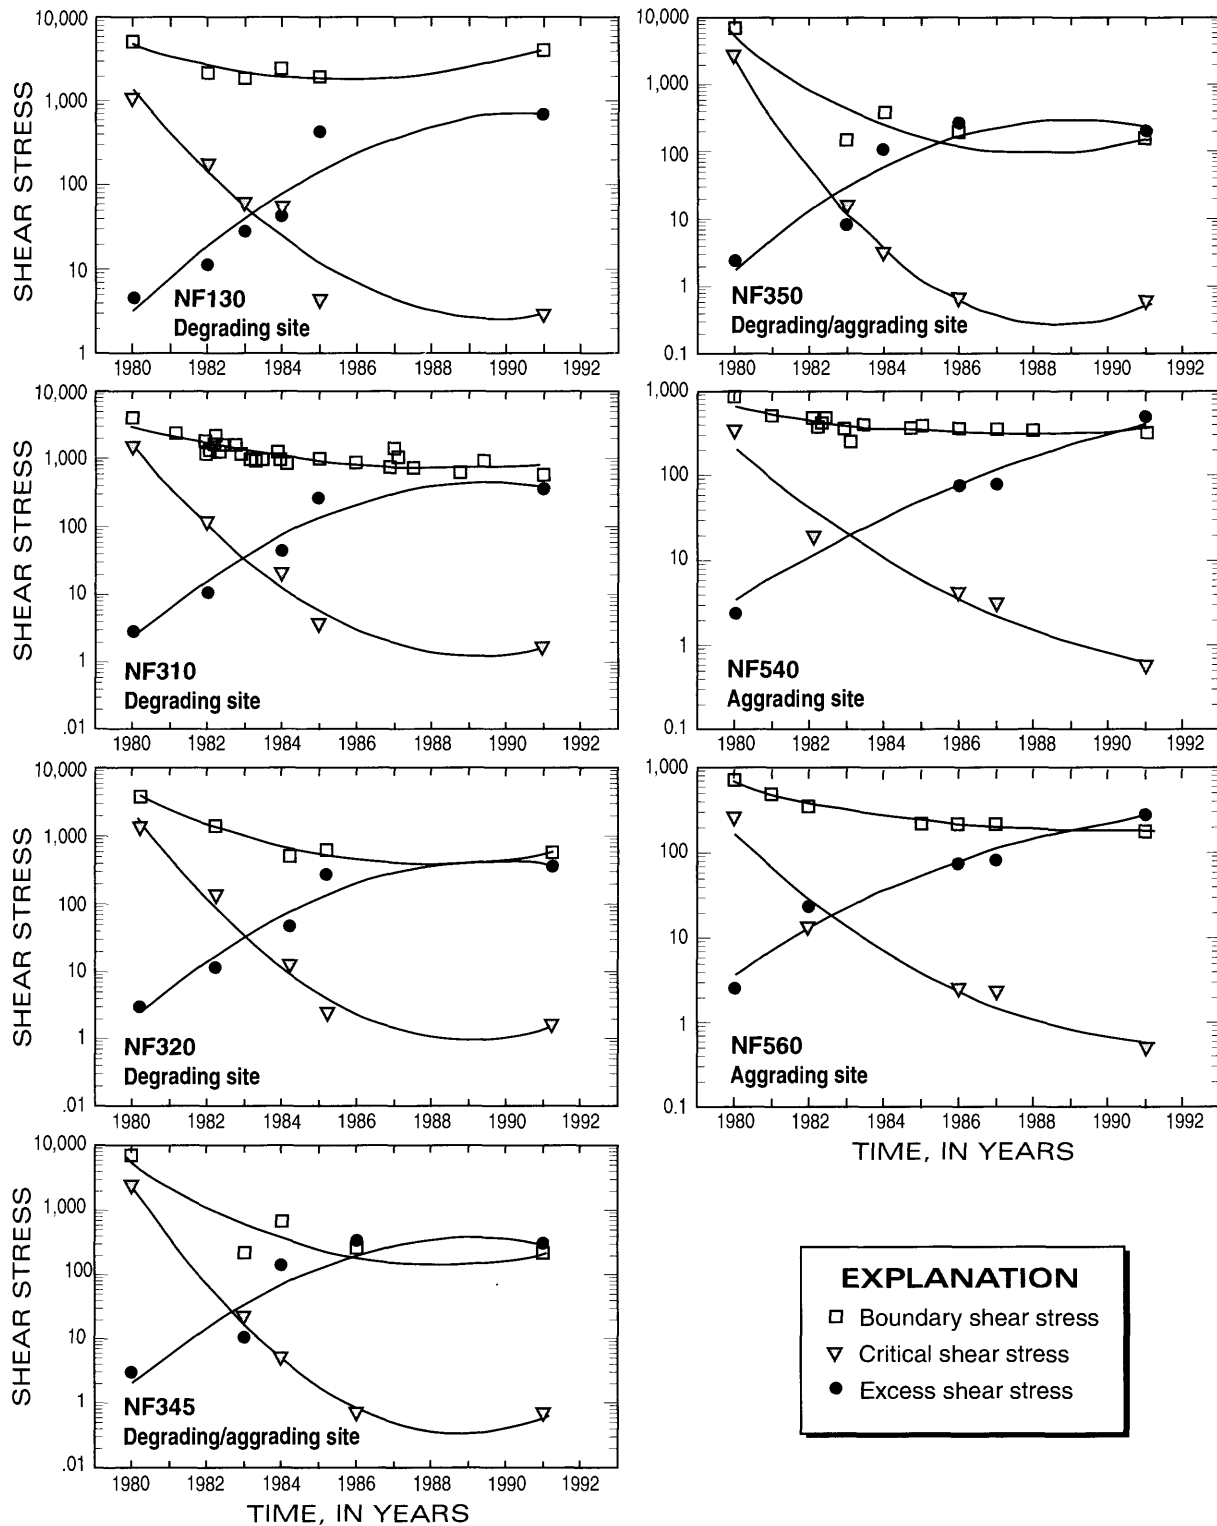 SHEAR STRESS
10,000
1,000
100
10
1
NF130
Degrading site
1980 1982 1984 1986 1988 1990 1992
10,000
1,000
100
10
1
0.1
NF350
Degrading/aggrading site
1980 1982 1984 1986 1988 1990 1992
SHEAR STRESS
10,000
1,000
100
10
1
.01
NF310
Degrading site
1980 1982 1984 1986 1988 1990 1992
1,000
100
10
1
0.1
NF540
Aggrading site
1980 1982 1984 1986 1988 1990 1992
SHEAR STRESS
10,000
1,000
100
10
1
.01
NF320
Degrading site
1980 1982 1984 1986 1988 1990 1992
1,000
100
10
1
0.1
NF560
Aggrading site
1980 1982 1984 1986 1988 1990 1992
TIME, IN YEARS
SHEAR STRESS
10,000
1,000
100
10
1
.01
NF345
Degrading/aggrading site
1980 1982 1984 1986 1988 1990 1992
TIME, IN YEARS
EXPLANATION
Boundary shear stress
Critical shear stress
Excess shear stress